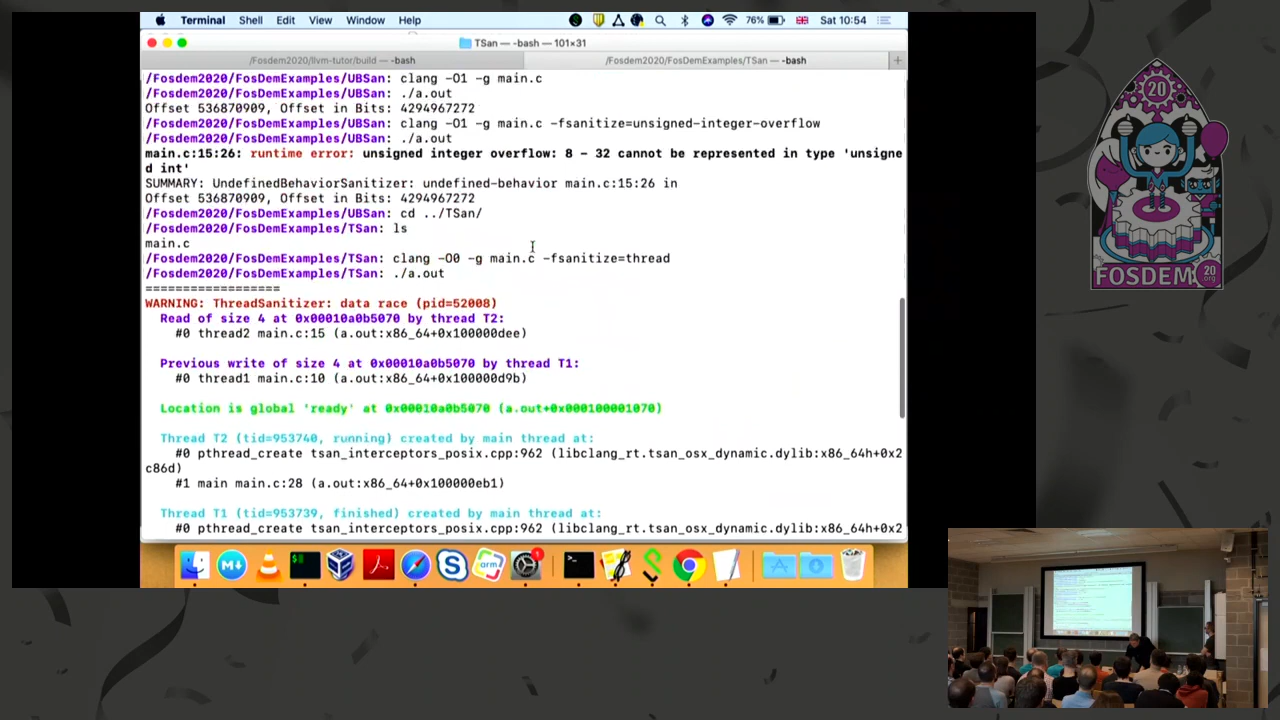 Terminal Shell Edit View Window Help 76% Sat 10:54
TSan — -bash — 101×31
/Fosdem2020/llvm-tutor/build — -bash
/Fosdem2020/FosDemExamples/TSan — -bash
/Fosdem2020/FosDemExamples/UBSan: clang -O1 -g main.c
/Fosdem2020/FosDemExamples/UBSan: ./a.out
Offset 536870909, Offset in Bits: 4294967272
/Fosdem2020/FosDemExamples/UBSan: clang -O1 -g main.c -fsanitize=unsigned-integer-overflow
/Fosdem2020/FosDemExamples/UBSan: ./a.out
main.c:15:26: runtime error: unsigned integer overflow: 8 - 32 cannot be represented in type 'unsigne
d int'
SUMMARY: UndefinedBehaviorSanitizer: undefined-behavior main.c:15:26 in
Offset 536870909, Offset in Bits: 4294967272
/Fosdem2020/FosDemExamples/UBSan: cd ../TSan/
/Fosdem2020/FosDemExamples/TSan: ls
main.c
/Fosdem2020/FosDemExamples/TSan: clang -O0 -g main.c -fsanitize=thread
/Fosdem2020/FosDemExamples/TSan: ./a.out
==================
WARNING: ThreadSanitizer: data race (pid=52008)
Read of size 4 at 0x00010a0b5070 by thread T2:
#0 thread2 main.c:15 (a.out:x86_64+0x100000dee)
Previous write of size 4 at 0x00010a0b5070 by thread T1:
#0 thread1 main.c:10 (a.out:x86_64+0x100000d9b)
Location is global 'ready' at 0x00010a0b5070 (a.out+0x000100001070)
Thread T2 (tid=953740, running) created by main thread at:
#0 pthread_create tsan_interceptors_posix.cpp:962 (libclang_rt.tsan_osx_dynamic.dylib:x86_64h+0x2
c86d)
#1 main main.c:28 (a.out:x86_64+0x100000eb1)
Thread T1 (tid=953739, finished) created by main thread at:
#0 pthread_create tsan_interceptors_posix.cpp:962 (libclang_rt.tsan_osx_dynamic.dylib:x86_64h+0x2
M↓
arm
1
20
FOSDEM 20
.org